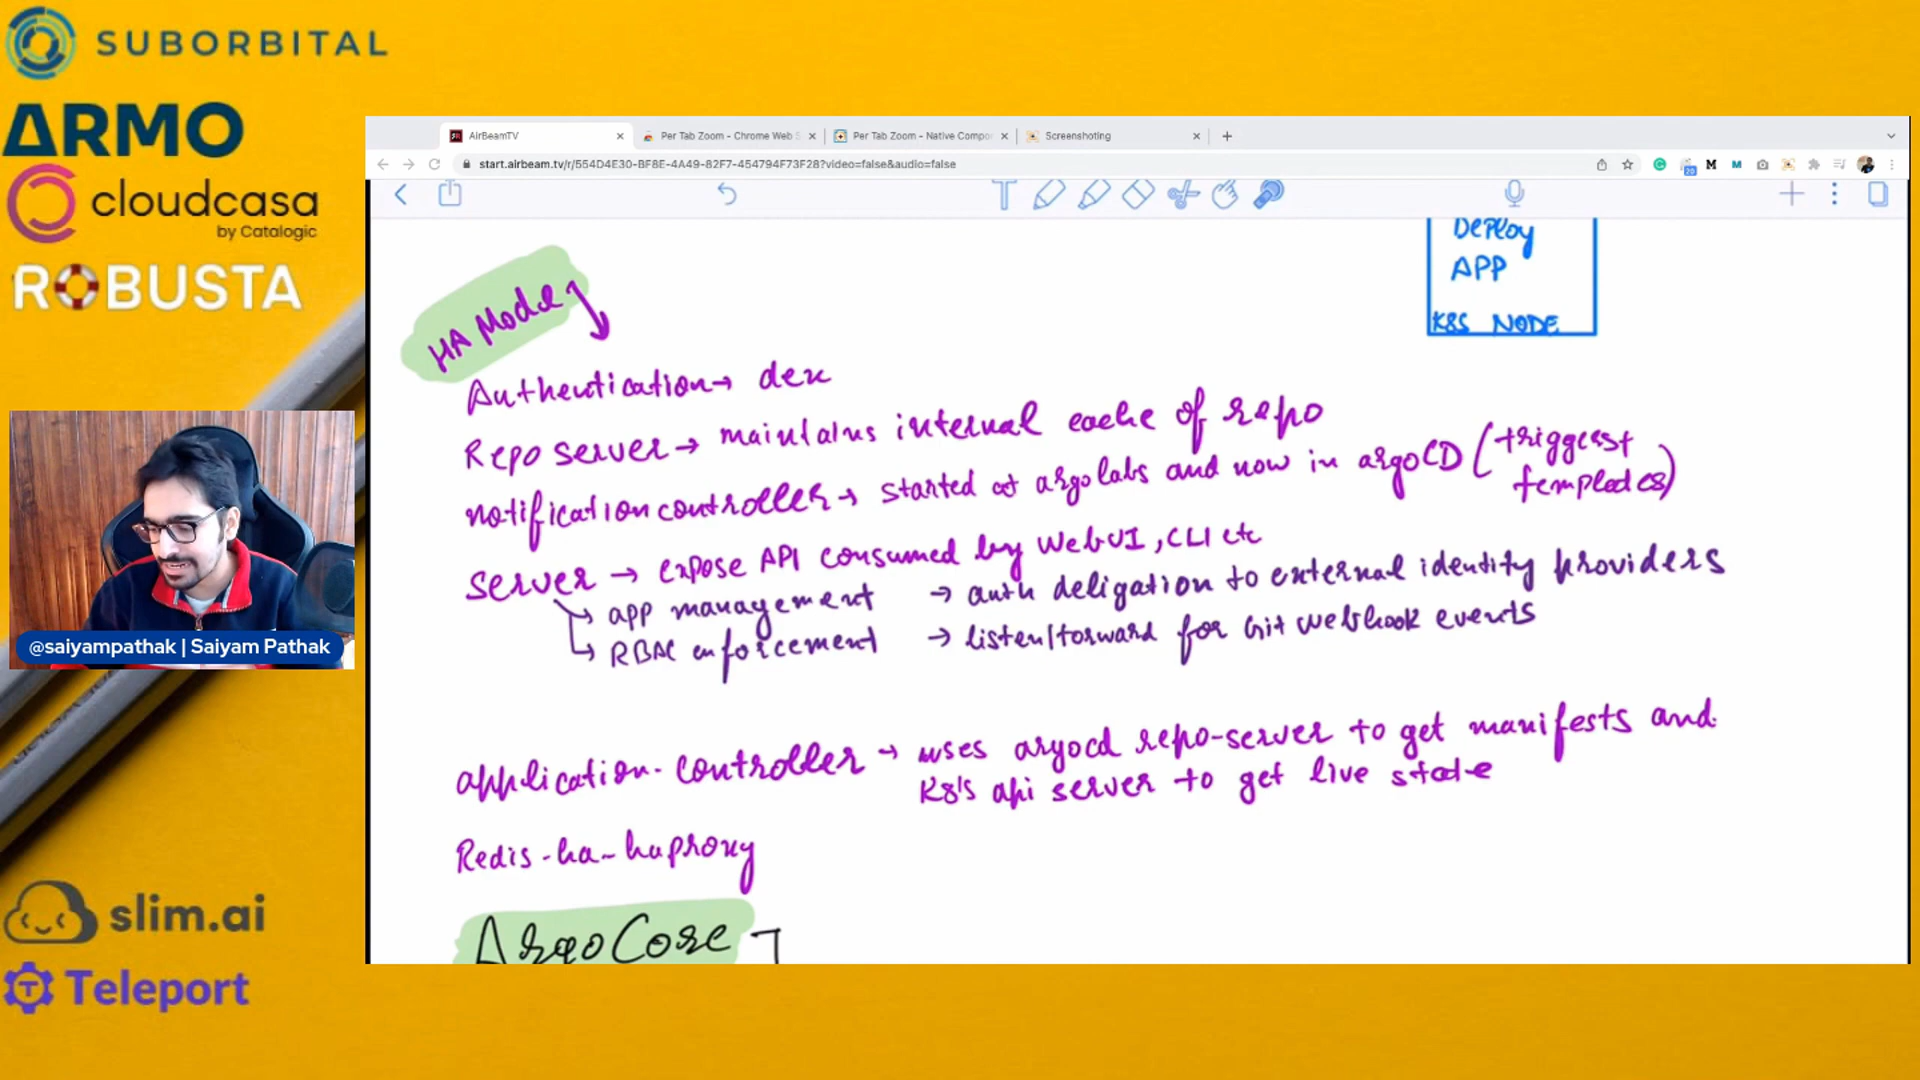 SUBORBITAL
ARMO
cloudcasa
by Catalogic
ROBUSTA
AirBeamTV
Per Tab Zoom - Chrome Web S
Per Tab Zoom - Native Compo
Screenshoting
start.airbeam.tv/r/554D4E30-BF8E-4A49-82F7-454794F73F28?video=false&audio=false
Deploy
APP
K8S NODE
HA Mode
Authentication → dex
Repo server → maintains internal cache of repo
notification controller → started at argolabs and now in argoCD (triggers+
templates)
server → expose API consumed by WebUI, CLI etc
→ app management → auth deligation to external identity providers
→ RBAC enforcement → listen/forward for Git webhook events
application-controller → uses argocd repo-server to get manifests and
K8's api server to get live state
Redis-ha-haproxy
ArgoCore
@saiyampathak | Saiyam Pathak
slim.ai
Teleport